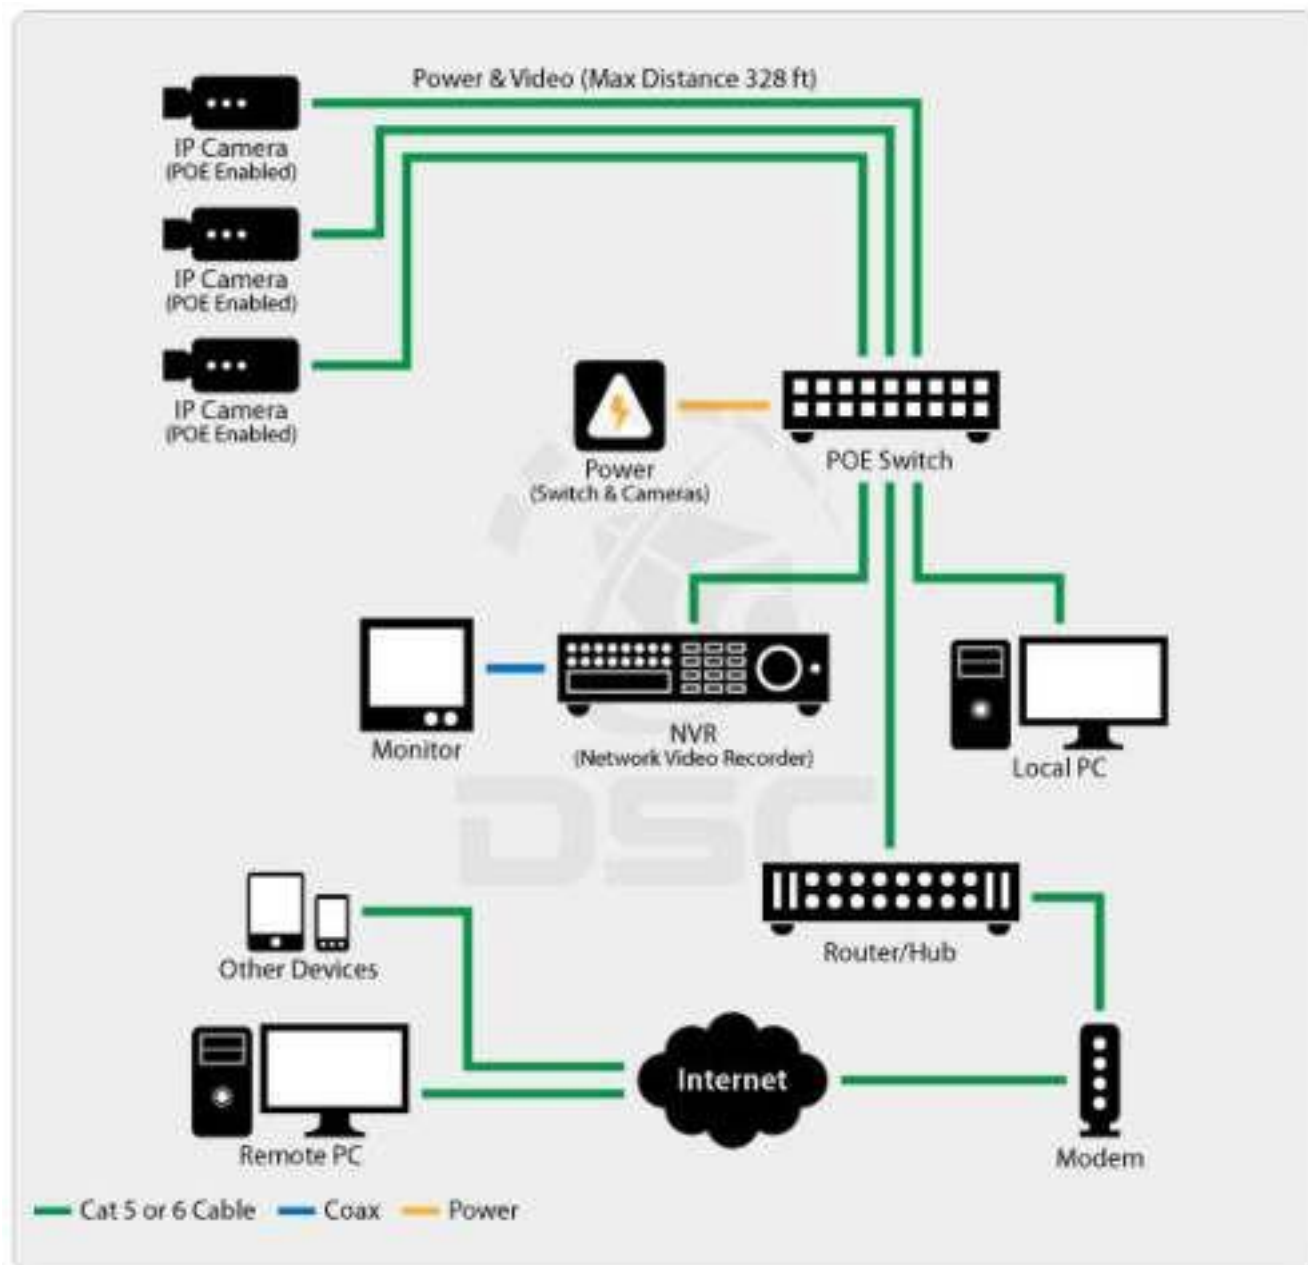 Power & Video (Max Distance 328 ft)
IP Camera
(POE Enabled)
IP Camera
(POE Enabled)
IP Camera
(POE Enabled)
Power
(Switch & Cameras)
POE Switch
Monitor
NVR
(Network Video Recorder)
Local PC
DSC
Other Devices
Router/Hub
Internet
Remote PC
Modem
Cat 5 or 6 Cable
Coax
Power